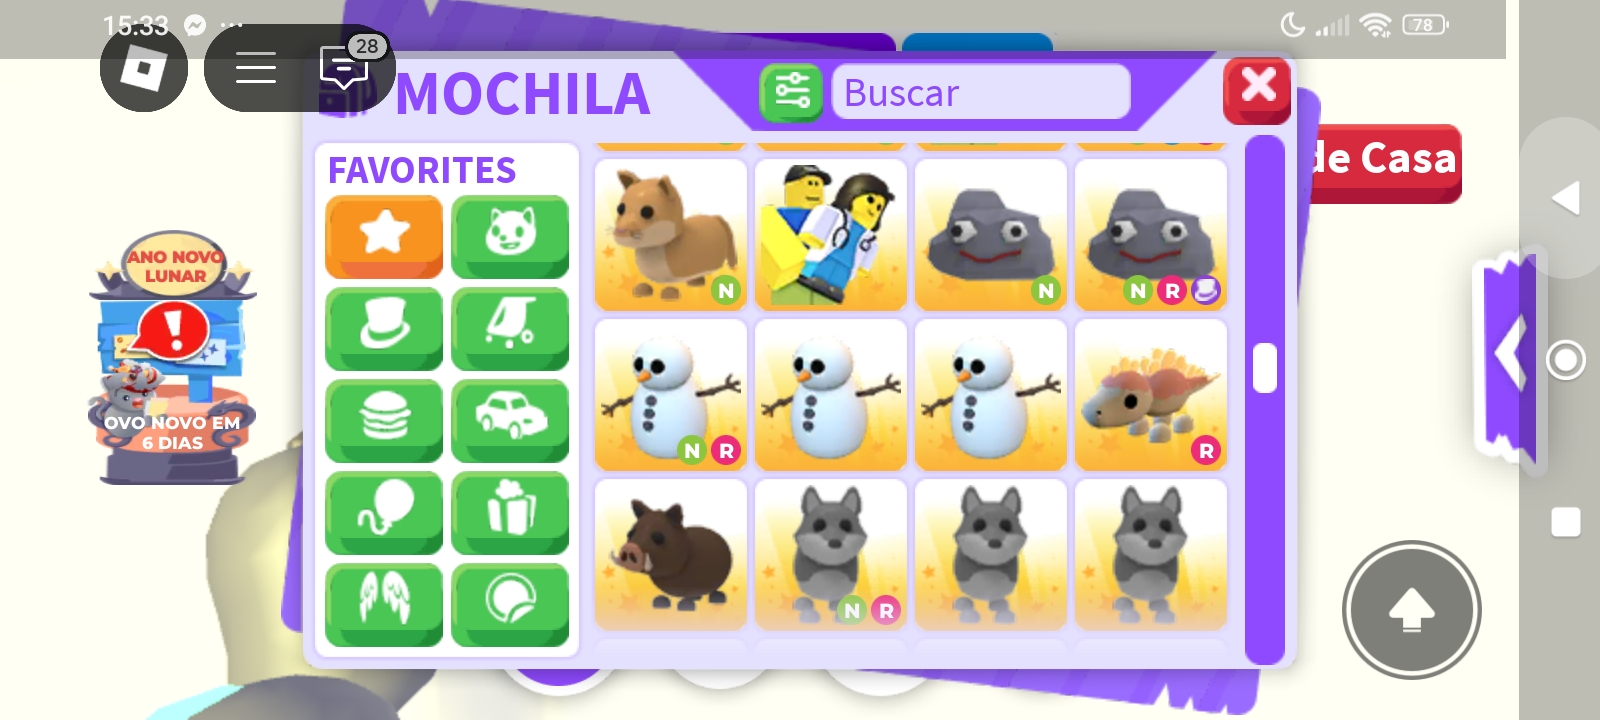 15:33
78
28
MOCHILA
Buscar
de Casa
FAVORITES
ANO NOVO
LUNAR
!
OVO NOVO EM
6 DIAS
N
N
N R
N R
R
N R